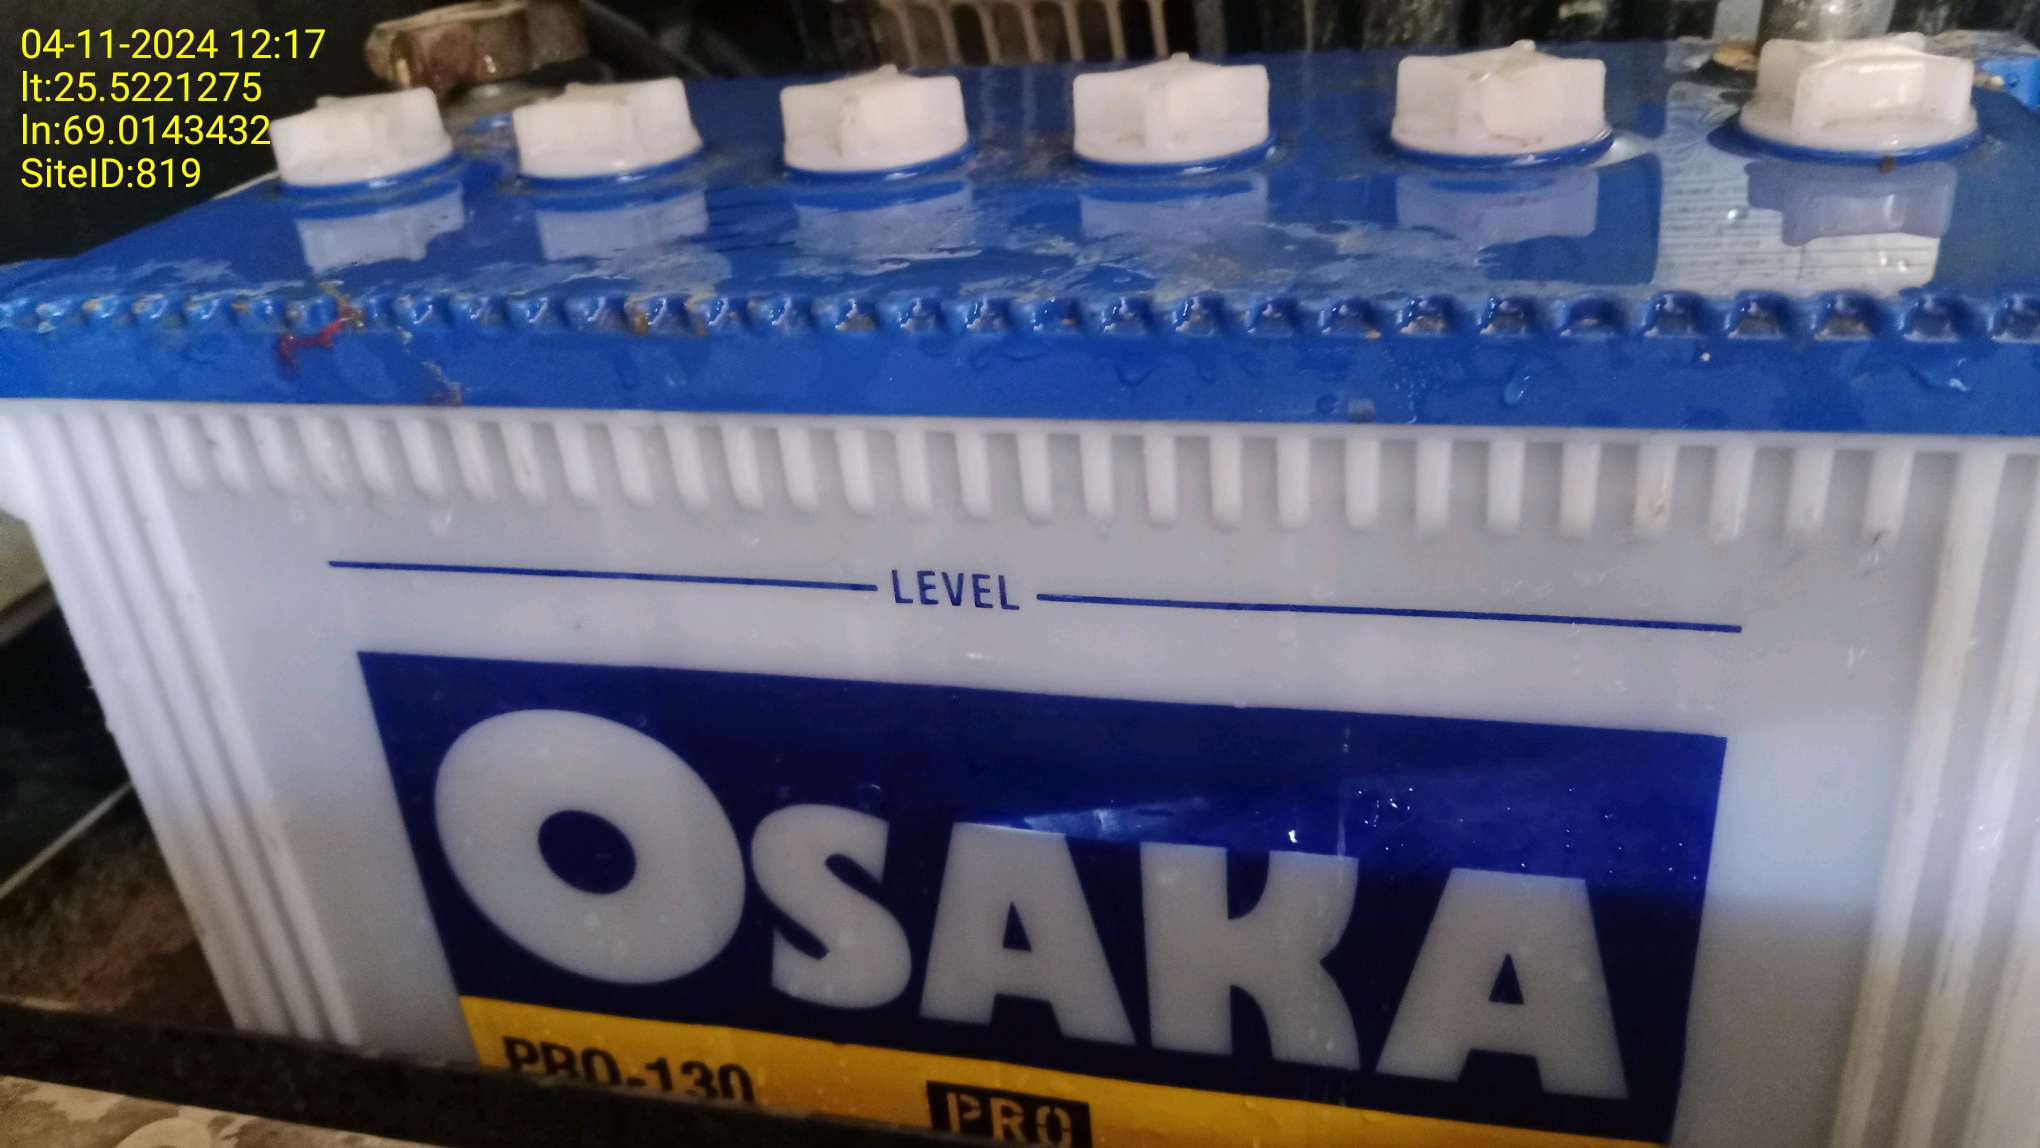 04-11-2024 12:17
lt:25.5221275
ln:69.0143432
SiteID:819
LEVEL
OSAKA
PRO-130
PRO